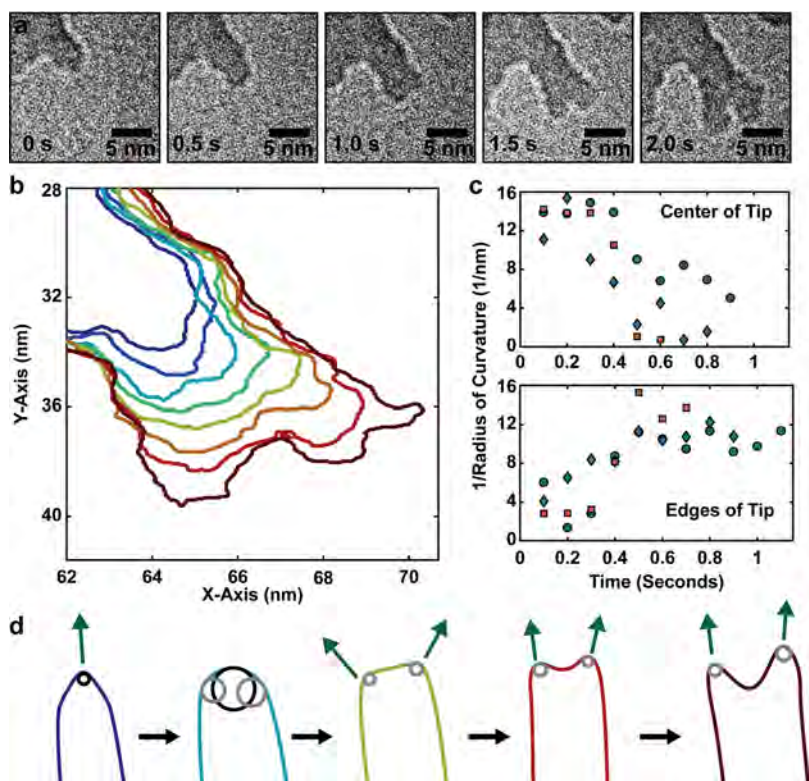 a
0 s
5 nm
0.5 s
5 nm
1.0 s
5 nm
1.5 s
5 nm
2.0 s
5 nm
b
28
32
36
40
Y-Axis (nm)
62 64 66 68 70
X-Axis (nm)
c
16
12
8
4
0
Center of Tip
0 0.2 0.4 0.6 0.8 1
1/Radius of Curvature (1/nm)
16
12
8
4
0
Edges of Tip
0 0.2 0.4 0.6 0.8 1
Time (Seconds)
d